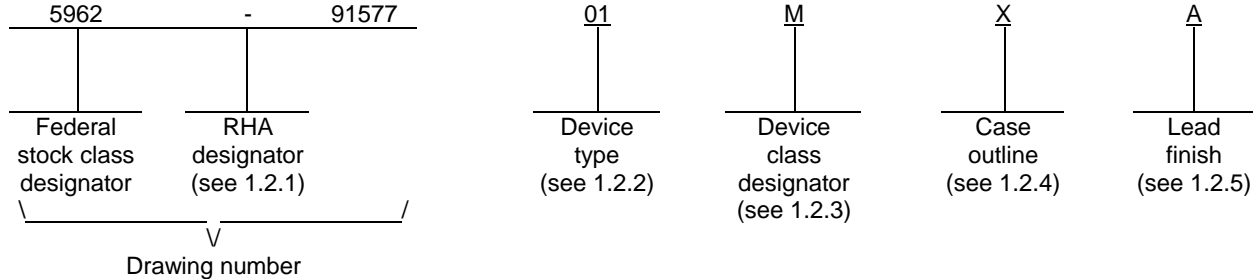 5962 - 91577 01 M X A
Federal stock class designator
RHA designator (see 1.2.1)
Device type (see 1.2.2)
Device class designator (see 1.2.3)
Case outline (see 1.2.4)
Lead finish (see 1.2.5)
Drawing number